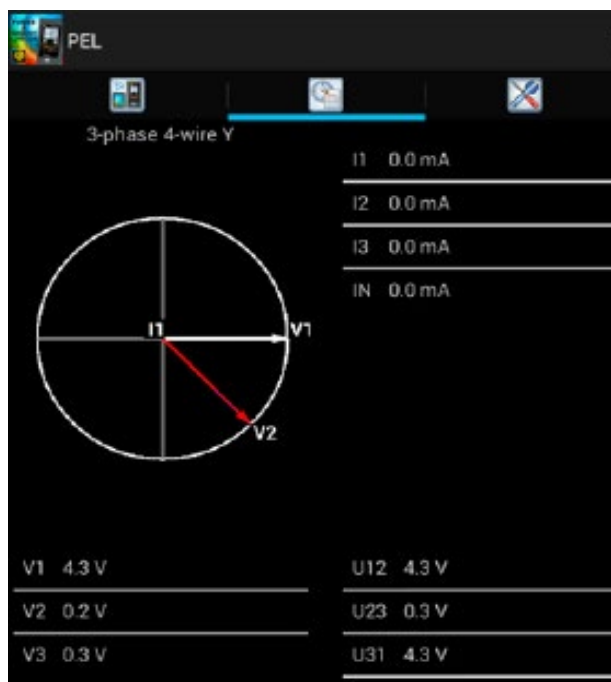 PEL
3-phase 4-wire Y
I1 0.0 mA
I2 0.0 mA
I3 0.0 mA
IN 0.0 mA
I1
V1
V2
V1 4.3 V
V2 0.2 V
V3 0.3 V
U12 4.3 V
U23 0.3 V
U31 4.3 V